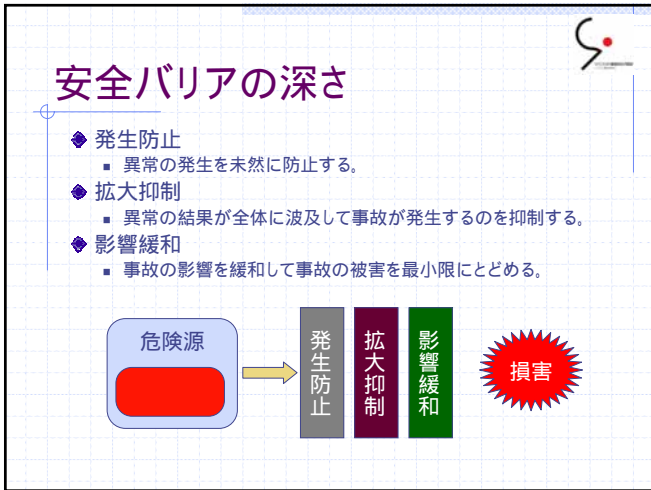 安全バリアの深さ
発生防止
異常の発生を未然に防止する。
拡大抑制
異常の結果が全体に波及して事故が発生するのを抑制する。
影響緩和
事故の影響を緩和して事故の被害を最小限にとどめる。
危険源
発生防止
拡大抑制
影響緩和
損害